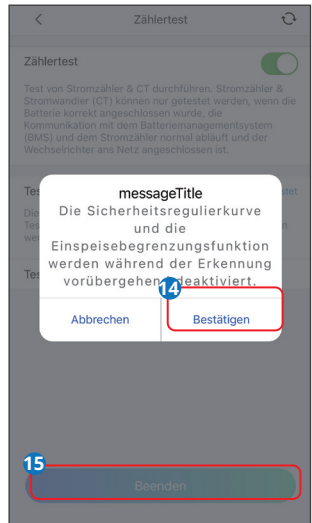 Zählertest
Zählertest
Test von Stromzähler & CT durchführen. Stromzähler &
Stromwandler (CT) können nur getestet werden, wenn die
Batterie korrekt angeschlossen wurde, die
Kommunikation mit dem Batteriemanagementsystem
(BMS) und dem Stromzähler normal abläuft und der
Wechselrichter ans Netz angeschlossen ist.
messageTitle
Die Sicherheitsregulierkurve
und die
Einspeisebegrenzungsfunktion
werden während der Erkennung
vorübergehend deaktiviert.
14
Abbrechen Bestätigen
15
Beenden